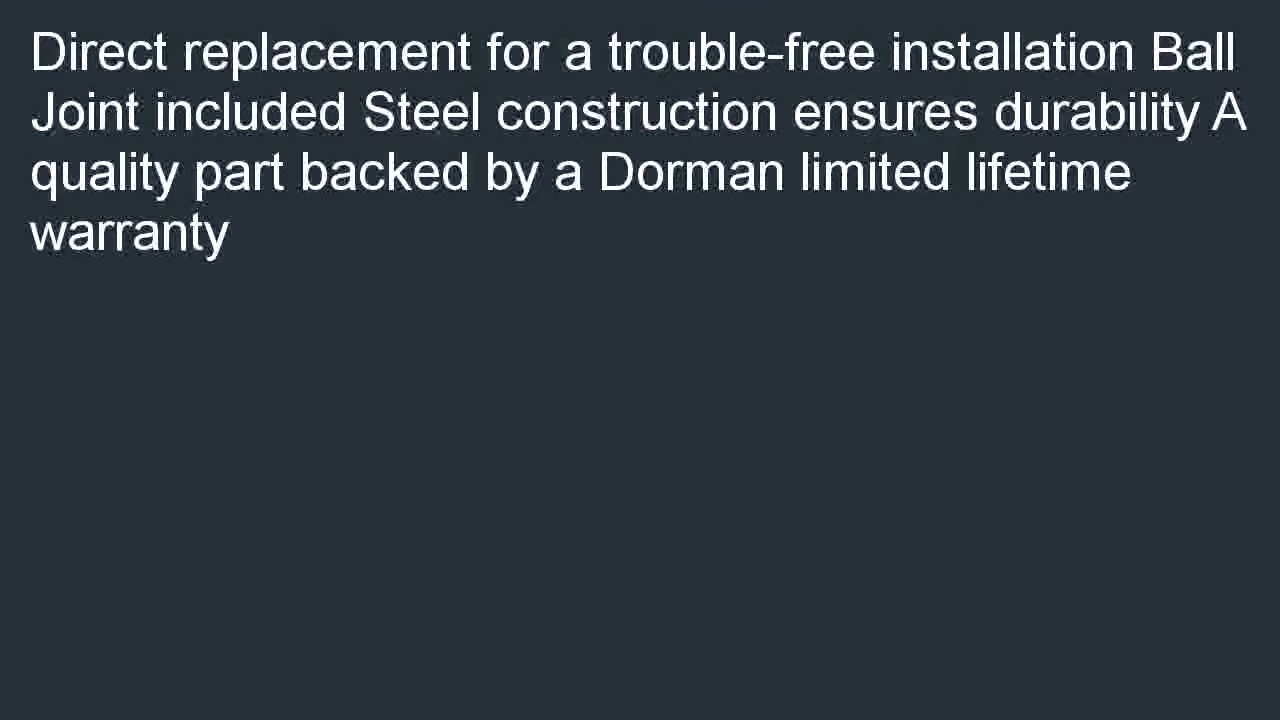 Direct replacement for a trouble-free installation Ball
Joint included Steel construction ensures durability A
quality part backed by a Dorman limited lifetime
warranty